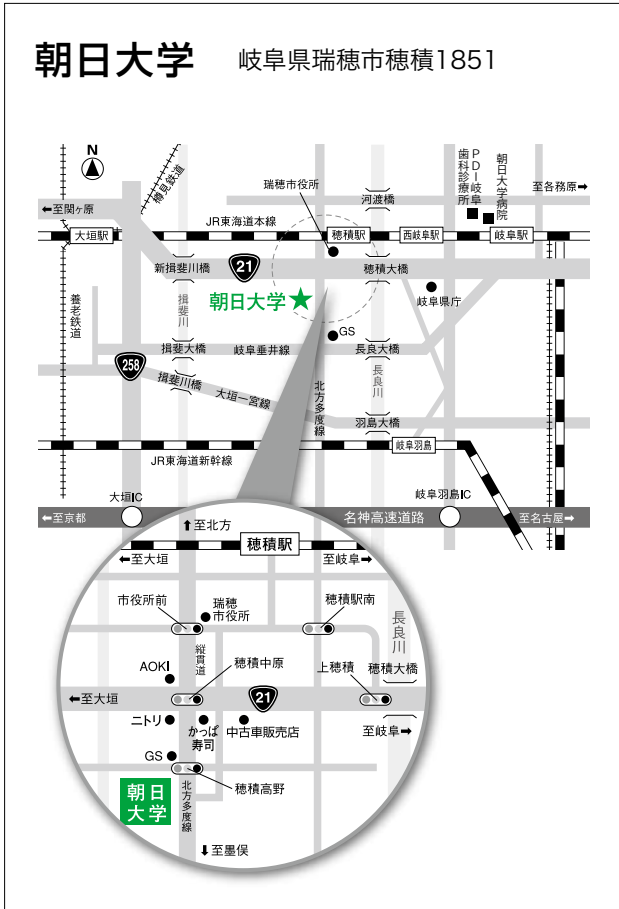 朝日大学 岐阜県瑞穂市穂積1851
N
樽見鉄道
瑞穂市役所
河渡橋
PDI岐阜
歯科診療所
朝日大学病院
至各務原➡
⬅至関ヶ原
JR東海道本線
大垣駅
穂積駅
西岐阜駅
岐阜駅
新揖斐川橋
21
穂積大橋
朝日大学★
岐阜県庁
養老鉄道
揖斐川
GS
揖斐大橋
岐阜垂井線
長良大橋
258
揖斐川橋
大垣一宮線
北方多度線
長良川
羽島大橋
岐阜羽島
JR東海道新幹線
大垣IC
岐阜羽島IC
⬅至京都
名神高速道路
至名古屋➡
⬆至北方
穂積駅
⬅至大垣
至岐阜➡
市役所前
瑞穂
市役所
穂積駅南
長良川
縦貫道
AOKI
穂積中原
上穂積
穂積大橋
⬅至大垣
21
ニトリ
かっぱ
寿司
中古車販売店
至岐阜➡
GS
朝日
大学
北方多度線
穂積高野
⬇至墨俣